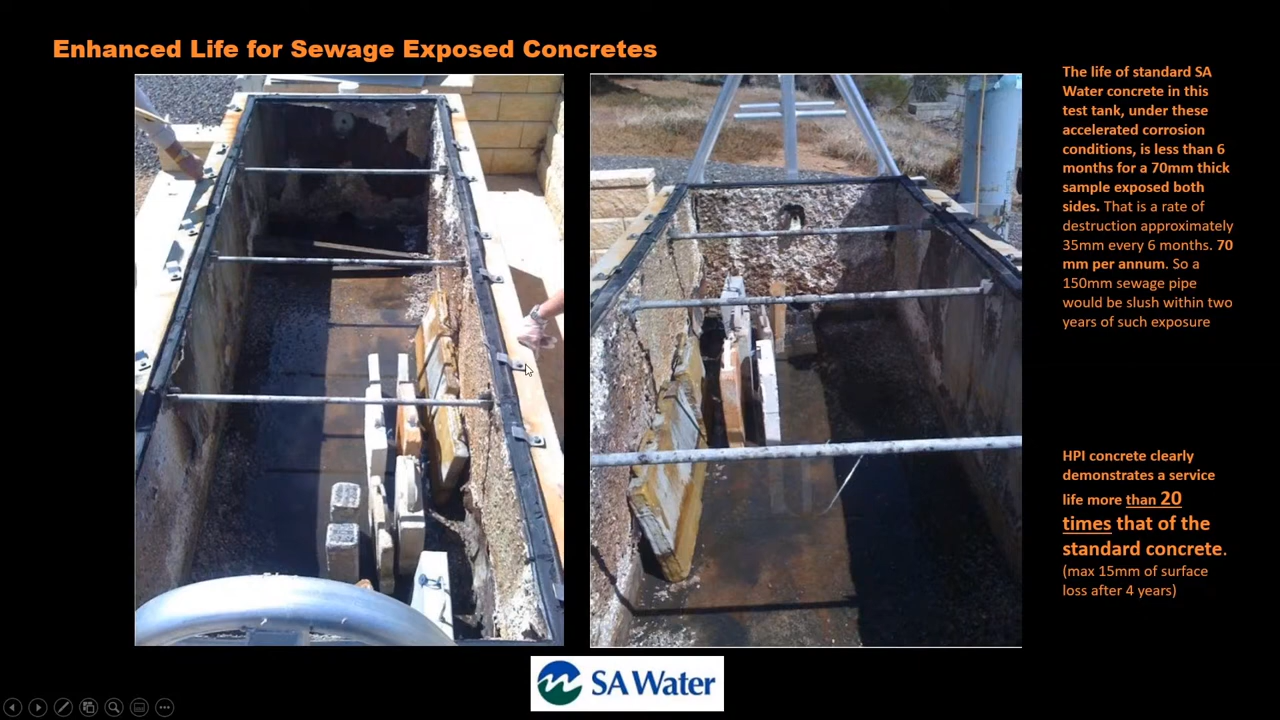 Enhanced Life for Sewage Exposed Concretes
The life of standard SA
Water concrete in this
test tank, under these
accelerated corrosion
conditions, is less than 6
months for a 70mm thick
sample exposed both
sides. That is a rate of
destruction approximately
35mm every 6 months. 70
mm per annum. So a
150mm sewage pipe
would be slush within two
years of such exposure
HPI concrete clearly
demonstrates a service
life more than 20
times that of the
standard concrete.
(max 15mm of surface
loss after 4 years)
SA Water